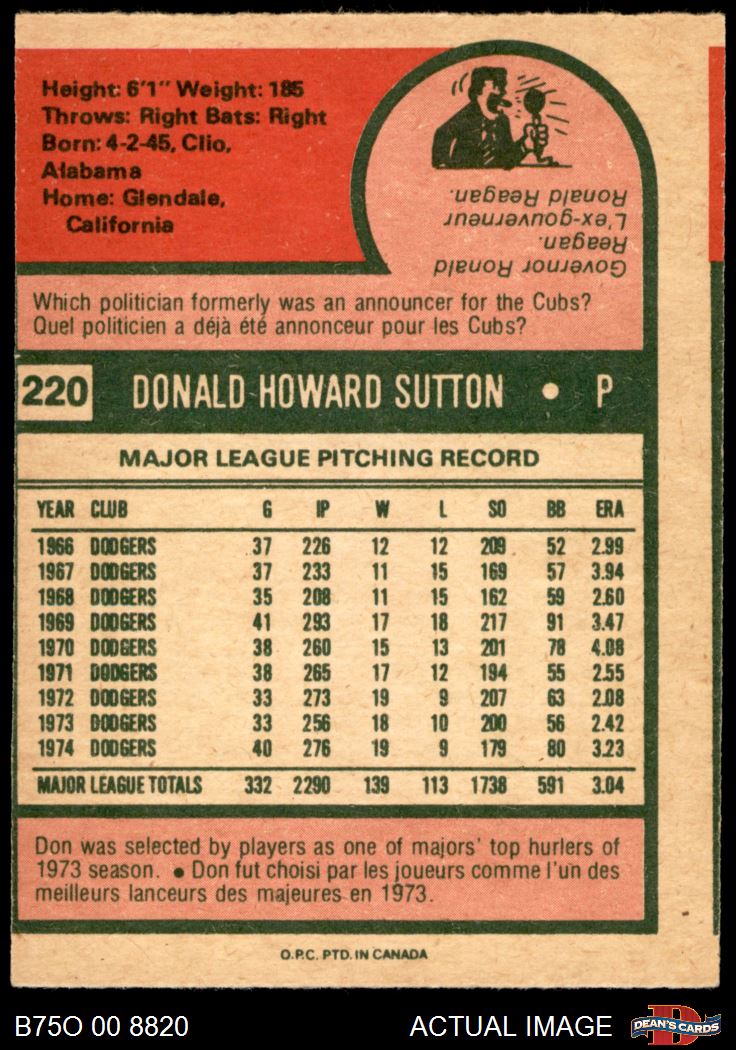 Height: 6'1" Weight: 185
Throws: Right Bats: Right
Born: 4-2-45, Clio,
Alabama
Home: Glendale,
California
Governor Ronald
Reagan.
L'ex-gouverneur
Ronald Reagan.
Which politician formerly was an announcer for the Cubs?
Quel politicien a déjà été annonceur pour les Cubs?
220 DONALD HOWARD SUTTON • P
MAJOR LEAGUE PITCHING RECORD
YEAR CLUB G IP W L SO BB ERA
1966 DODGERS 37 226 12 12 209 52 2.99
1967 DODGERS 37 233 11 15 169 57 3.94
1968 DODGERS 35 208 11 15 162 59 2.60
1969 DODGERS 41 293 17 18 217 91 3.47
1970 DODGERS 38 260 15 13 201 78 4.08
1971 DODGERS 38 265 17 12 194 55 2.55
1972 DODGERS 33 273 19 9 207 63 2.08
1973 DODGERS 33 256 18 10 200 56 2.42
1974 DODGERS 40 276 19 9 179 80 3.23
MAJOR LEAGUE TOTALS 332 2290 139 113 1738 591 3.04
Don was selected by players as one of majors' top hurlers of
1973 season. • Don fut choisi par les joueurs comme l'un des
meilleurs lanceurs des majeures en 1973.
O.P.C. PTD. IN CANADA
B75O 00 8820 ACTUAL IMAGE D DEAN'S CARDS